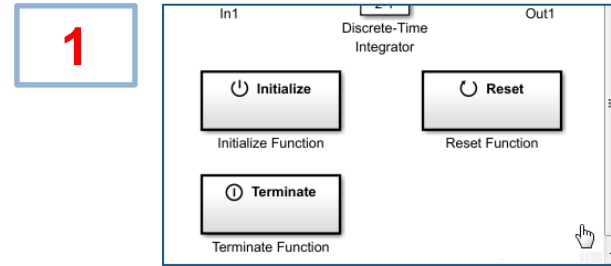 1
In1
Discrete-Time
Integrator
Out1
Initialize
Initialize Function
Reset
Reset Function
Terminate
Terminate Function